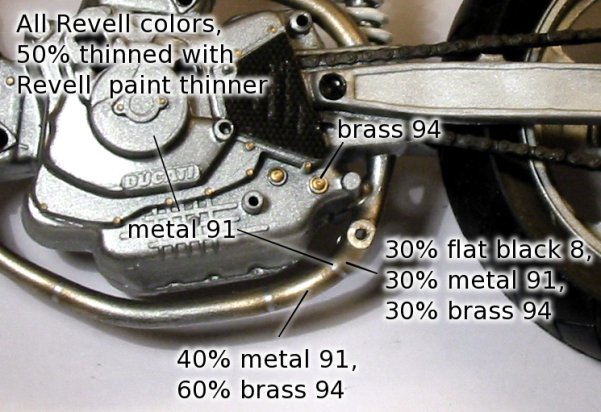 All Revell colors,
50% thinned with
Revell paint thinner
brass 94
DUCATI
metal 91
30% flat black 8,
30% metal 91,
30% brass 94
40% metal 91,
60% brass 94